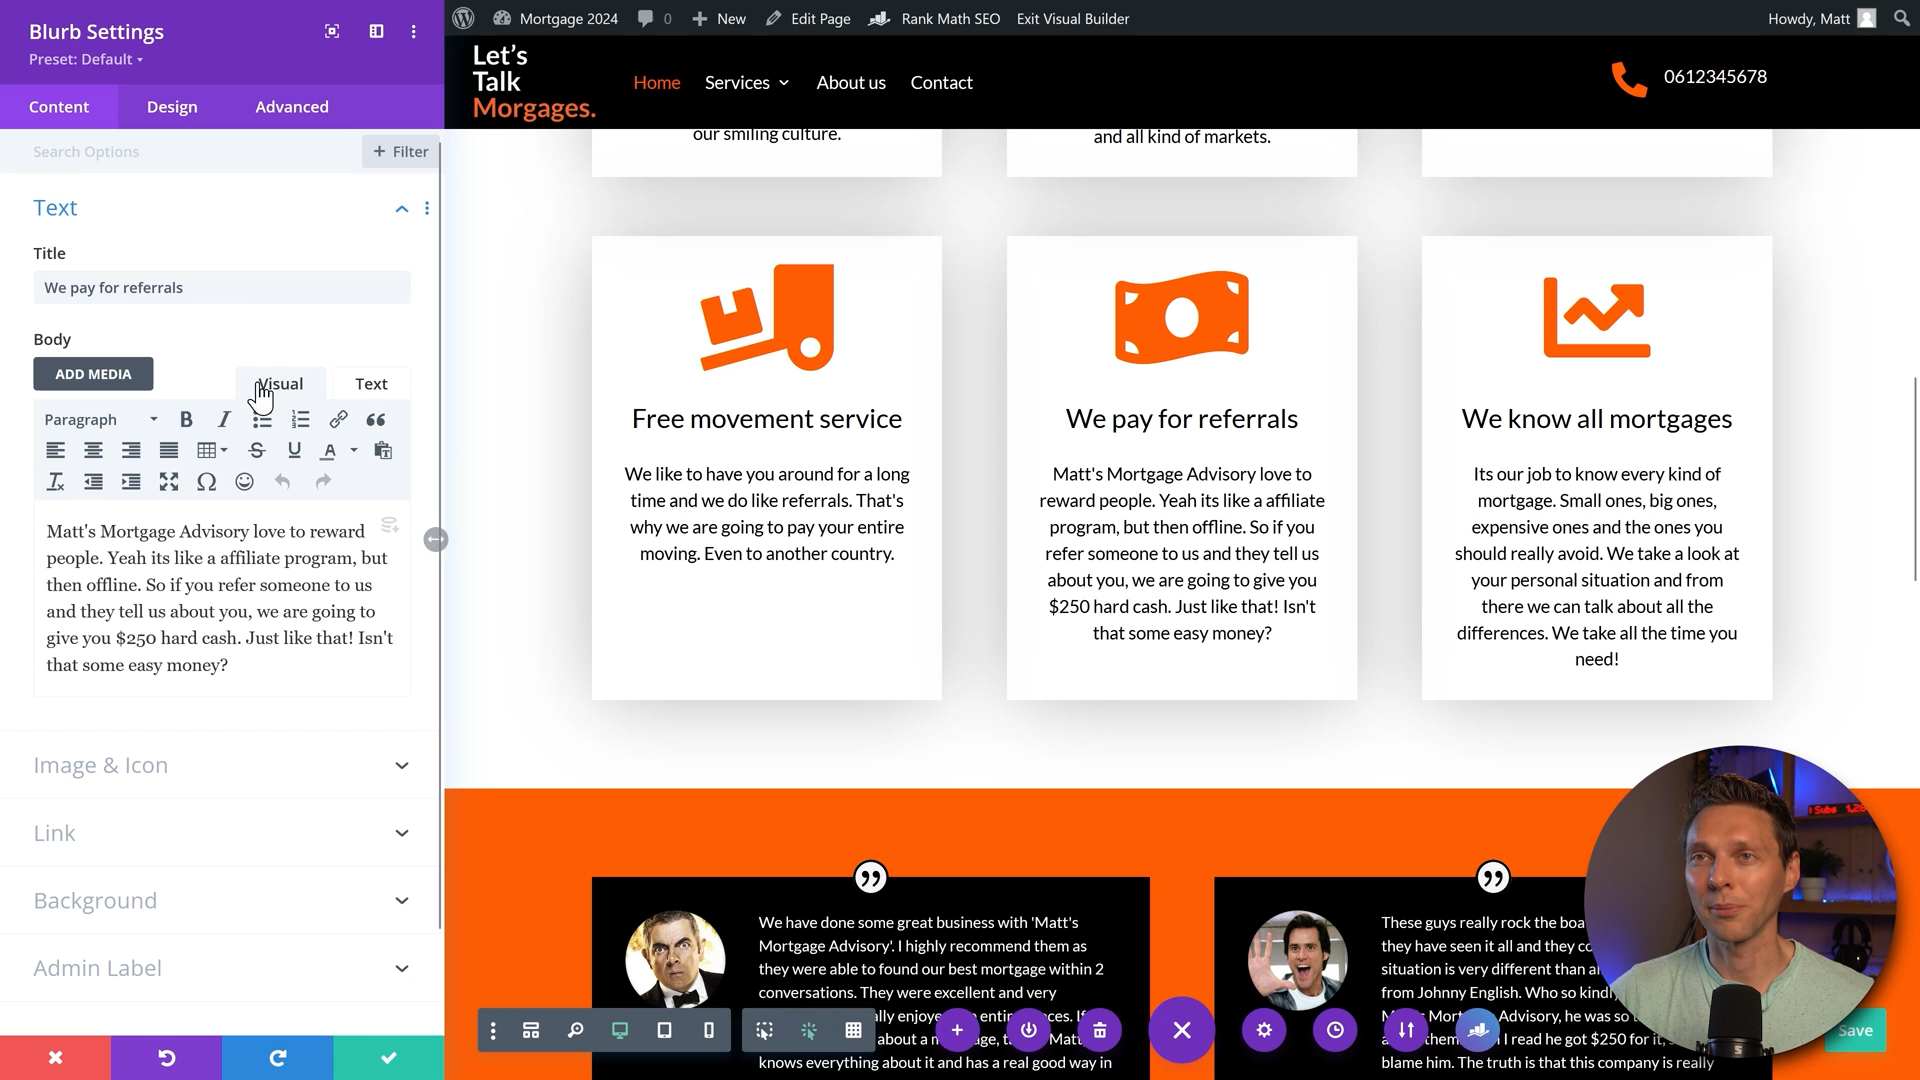 Blurb Settings
Preset: Default
Content
Design
Advanced
Search Options
+ Filter
Text
Title
We pay for referrals
Body
ADD MEDIA
Visual
Text
Paragraph
Matt's Mortgage Advisory love to reward
people. Yeah its like a affiliate program, but
then offline. So if you refer someone to us
and they tell us about you, we are going to
give you $250 hard cash. Just like that! Isn't
that some easy money?
Image & Icon
Link
Background
Admin Label
Mortgage 2024
0
New
Edit Page
Rank Math SEO
Exit Visual Builder
Howdy, Matt
Let's
Talk
Morgages.
Home
Services
About us
Contact
0612345678
our smiling culture.
and all kind of markets.
Free movement service
We like to have you around for a long
time and we do like referrals. That's
why we are going to pay your entire
moving. Even to another country.
We pay for referrals
Matt's Mortgage Advisory love to
reward people. Yeah its like a affiliate
program, but then offline. So if you
refer someone to us and they tell us
about you, we are going to give you
$250 hard cash. Just like that! Isn't
that some easy money?
We know all mortgages
Its our job to know every kind of
mortgage. Small ones, big ones,
expensive ones and the ones you
should really avoid. We take a look at
your personal situation and from
there we can talk about all the
differences. We take all the time you
need!
We have done some great business with 'Matt's
Mortgage Advisory'. I highly recommend them as
they were able to found our best mortgage within 2
conversations. They were excellent and very
enjoye
about a
knows everything about it and has a real good way in
These guys really rock the boa
they have seen it all and they co
situation is very different than
from Johnny English. Who so kindly
Advisory, he was so
I read he got $250 for
blame him. The truth is that this company is really
Save